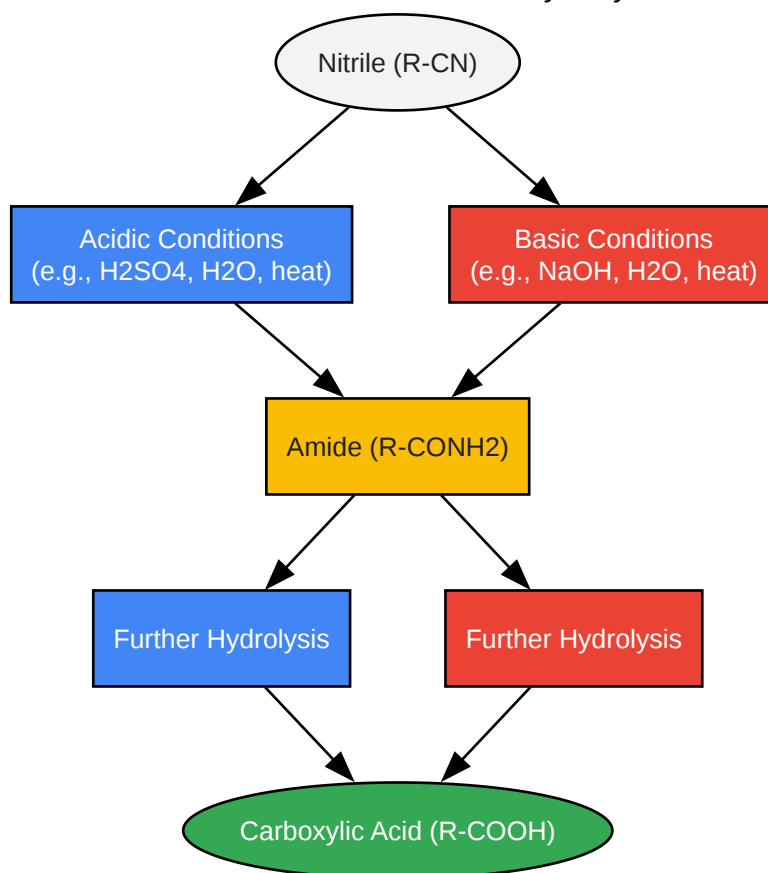 Nitrile (R-CN)
Acidic Conditions
(e.g., H2SO4, H2O, heat)
Basic Conditions
(e.g., NaOH, H2O, heat)
Amide (R-CONH2)
Further Hydrolysis
Further Hydrolysis
Carboxylic Acid (R-COOH)